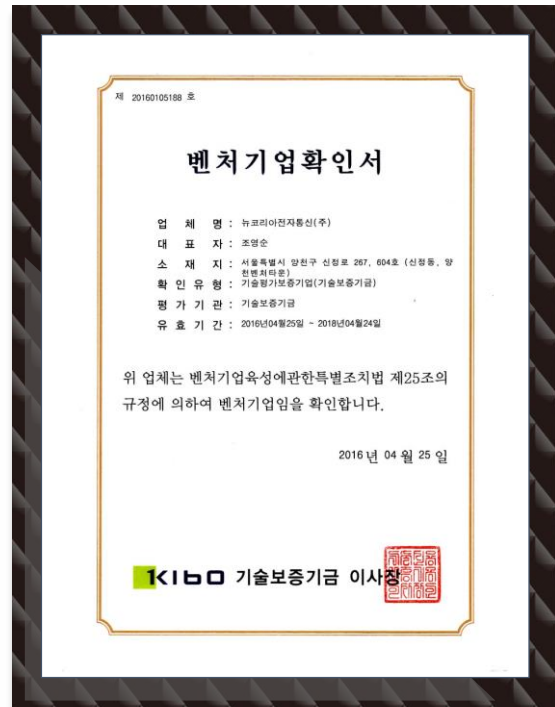 제 20160105188 호
벤처기업확인서
업 체 명 : 뉴코리아전자통신(주)
대 표 자 : 조영순
소 재 지 : 서울특별시 양천구 신정로 267, 604호 (신정동, 양
천벤처타운)
확 인 유 형 : 기술평가보증기업(기술보증기금)
평 가 기 관 : 기술보증기금
유 효 기 간 : 2016년04월25일 ~ 2018년04월24일
위 업체는 벤처기업육성에관한특별조치법 제25조의
규정에 의하여 벤처기업임을 확인합니다.
2016 년 04 월 25 일
KIBO 기술보증기금 이사장